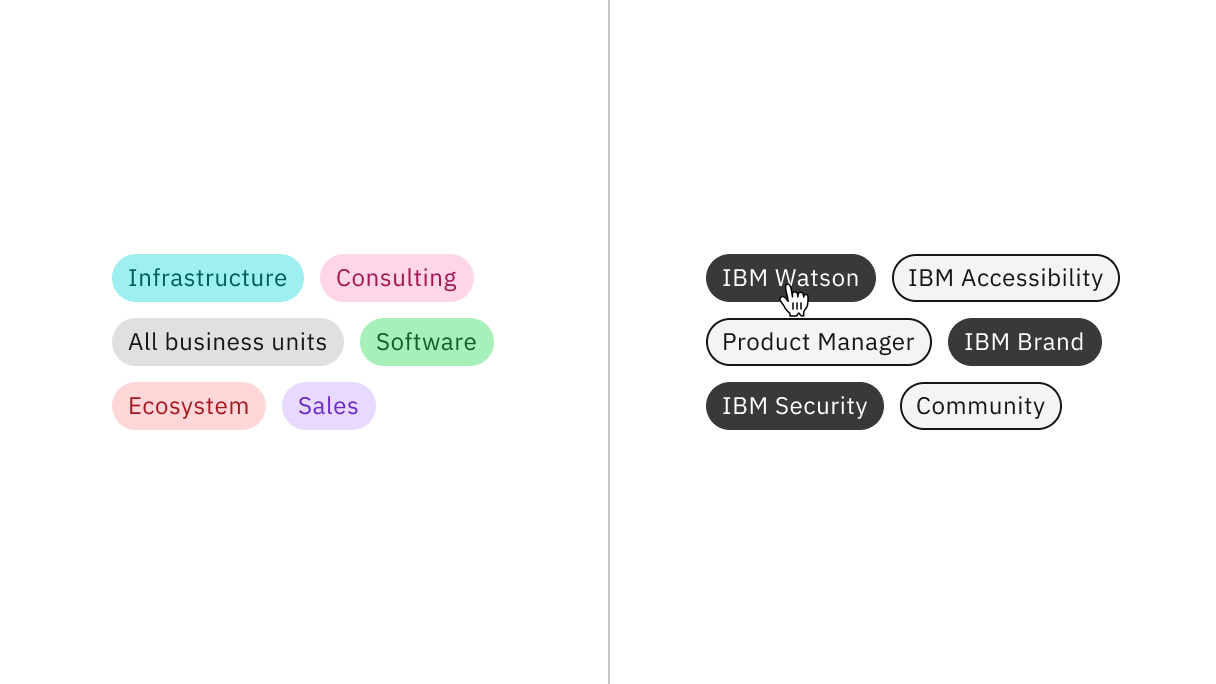 Infrastructure Consulting
All business units Software
Ecosystem Sales
IBM Watson IBM Accessibility
Product Manager IBM Brand
IBM Security Community